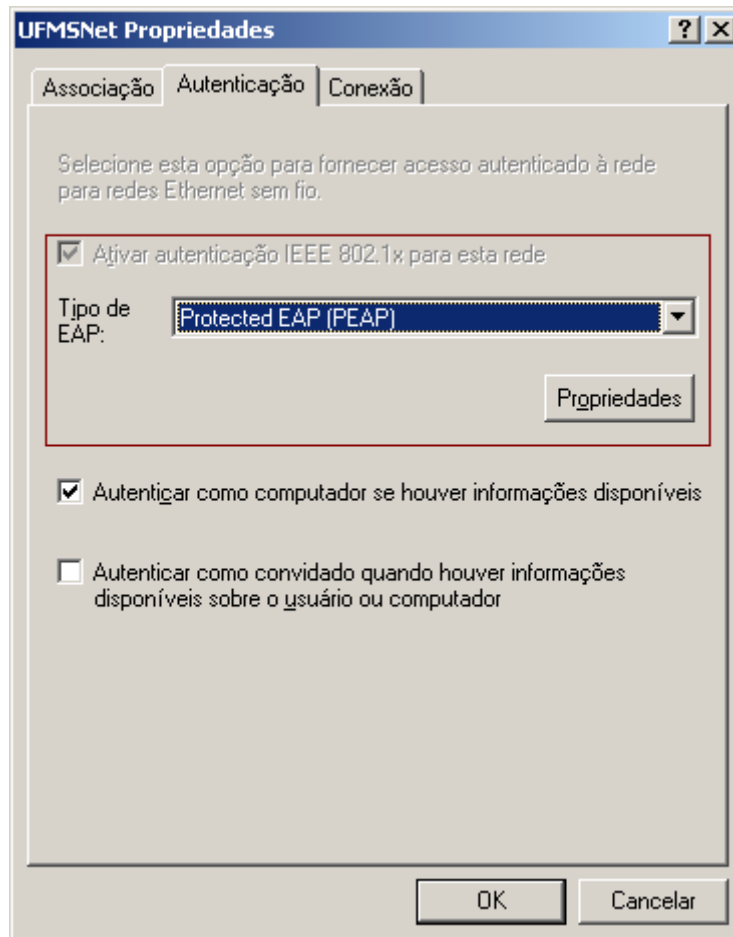 UFMSNet Propriedades
Associação Autenticação Conexão
Selecione esta opção para fornecer acesso autenticado à rede
para redes Ethernet sem fio.
Ativar autenticação IEEE 802.1x para esta rede
Tipo de
EAP:
Protected EAP (PEAP)
Propriedades
Autenticar como computador se houver informações disponíveis
Autenticar como convidado quando houver informações
disponíveis sobre o usuário ou computador
OK Cancelar